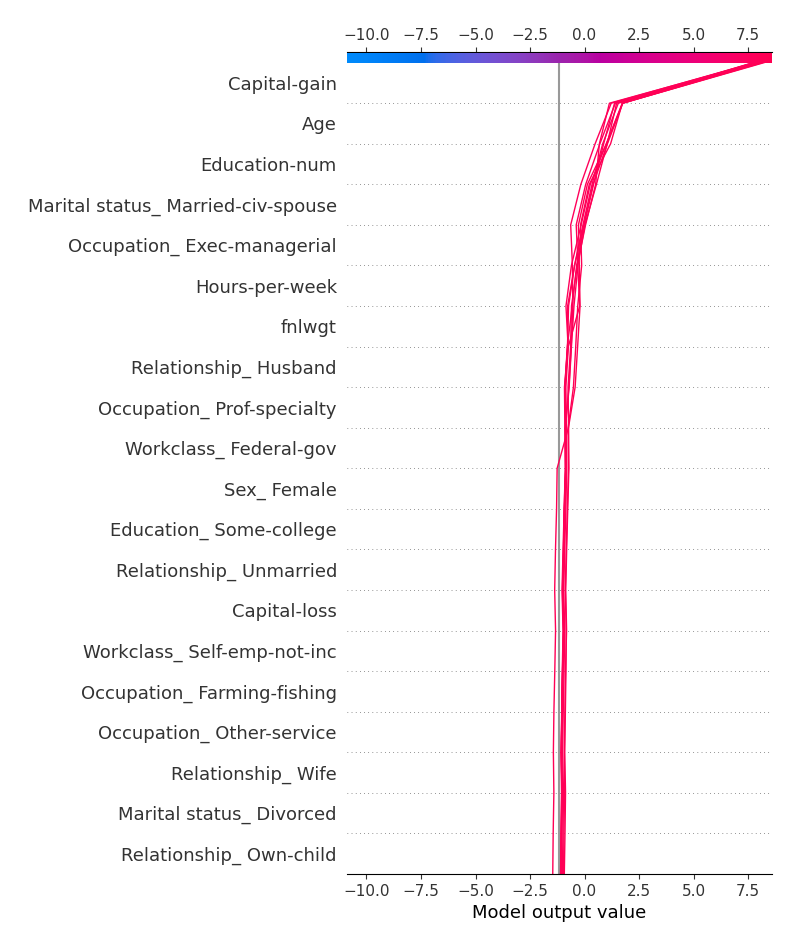 −10.0 −7.5 −5.0 −2.5 0.0 2.5 5.0 7.5
Capital-gain
Age
Education-num
Marital status_ Married-civ-spouse
Occupation_ Exec-managerial
Hours-per-week
fnlwgt
Relationship_ Husband
Occupation_ Prof-specialty
Workclass_ Federal-gov
Sex_ Female
Education_ Some-college
Relationship_ Unmarried
Capital-loss
Workclass_ Self-emp-not-inc
Occupation_ Farming-fishing
Occupation_ Other-service
Relationship_ Wife
Marital status_ Divorced
Relationship_ Own-child
−10.0 −7.5 −5.0 −2.5 0.0 2.5 5.0 7.5
Model output value